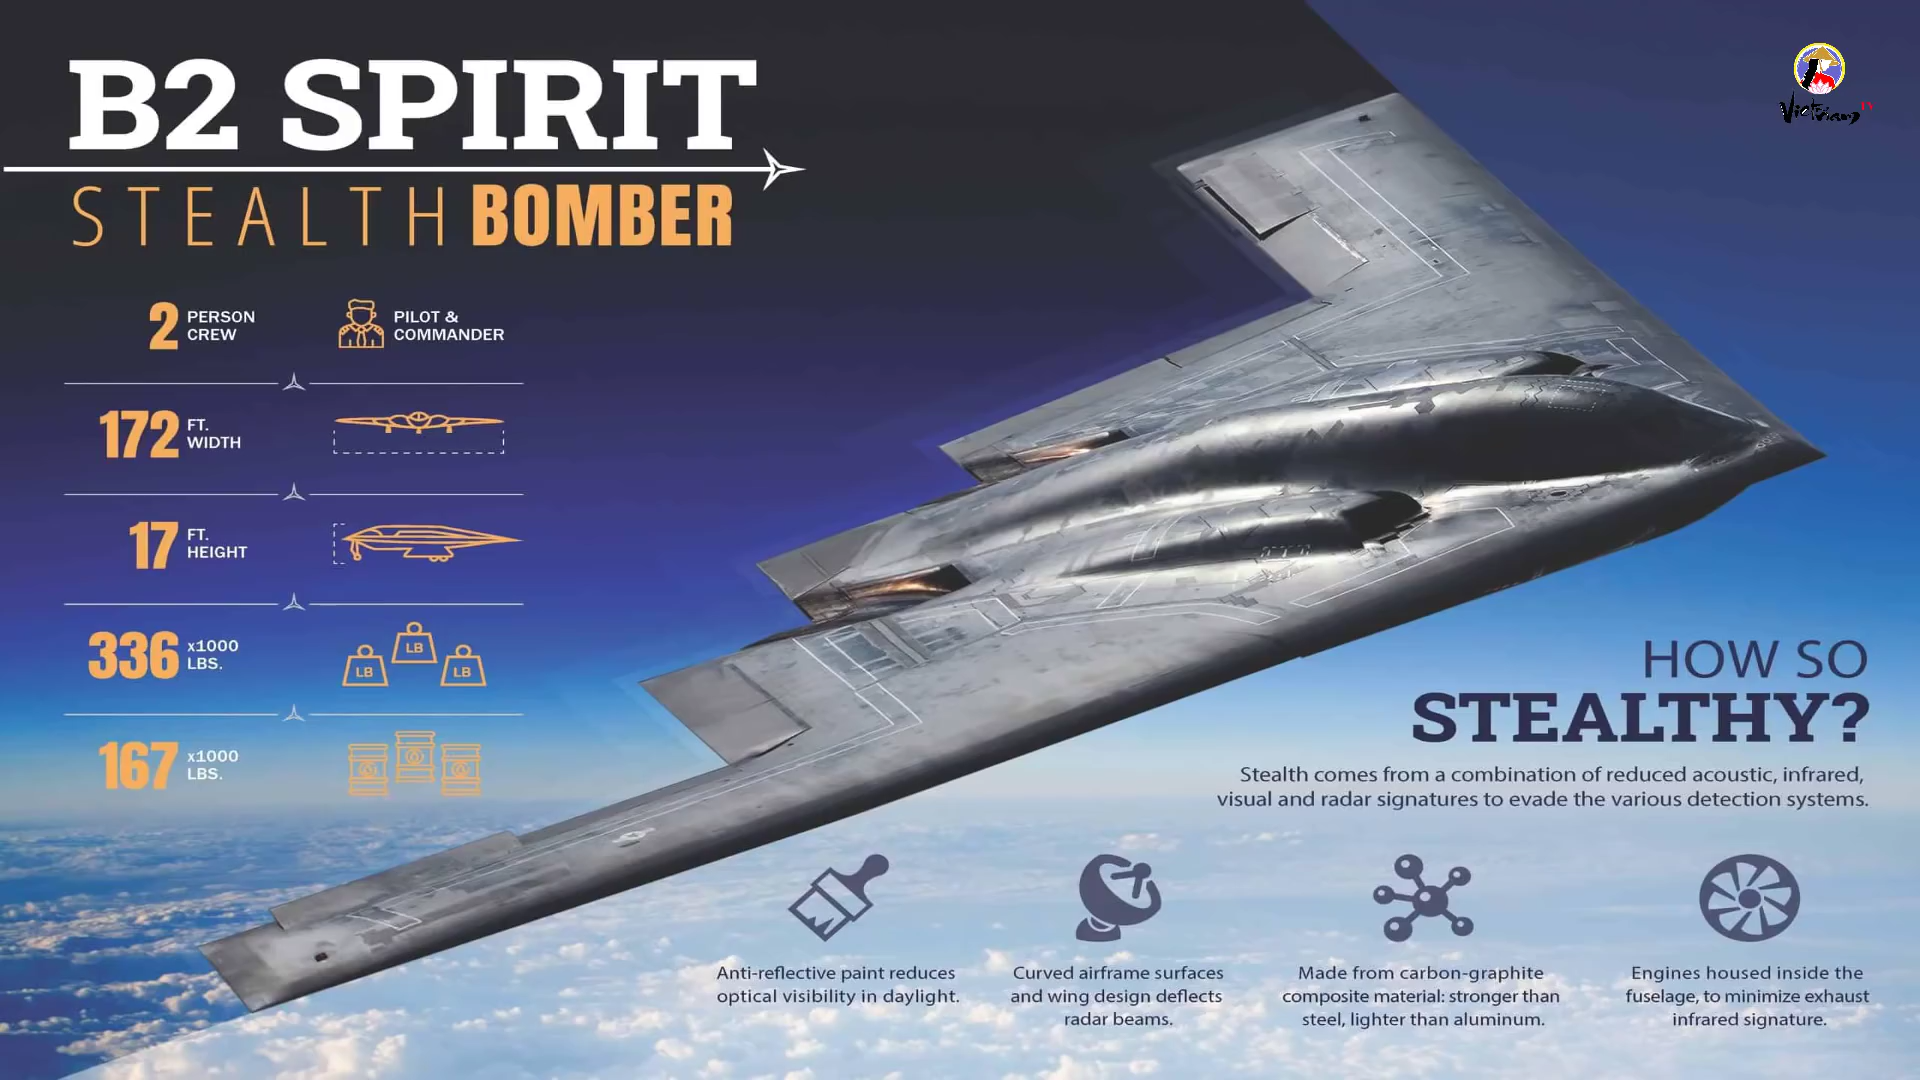 B2 SPIRIT
STEALTH BOMBER
2 PERSON
CREW
PILOT &
COMMANDER
172 FT.
WIDTH
17 FT.
HEIGHT
336 x1000
LBS.
LB
LB
LB
167 x1000
LBS.
HOW SO
STEALTHY?
Stealth comes from a combination of reduced acoustic, infrared,
visual and radar signatures to evade the various detection systems.
Anti-reflective paint reduces
optical visibility in daylight.
Curved airframe surfaces
and wing design deflects
radar beams.
Made from carbon-graphite
composite material: stronger than
steel, lighter than aluminum.
Engines housed inside the
fuselage, to minimize exhaust
infrared signature.